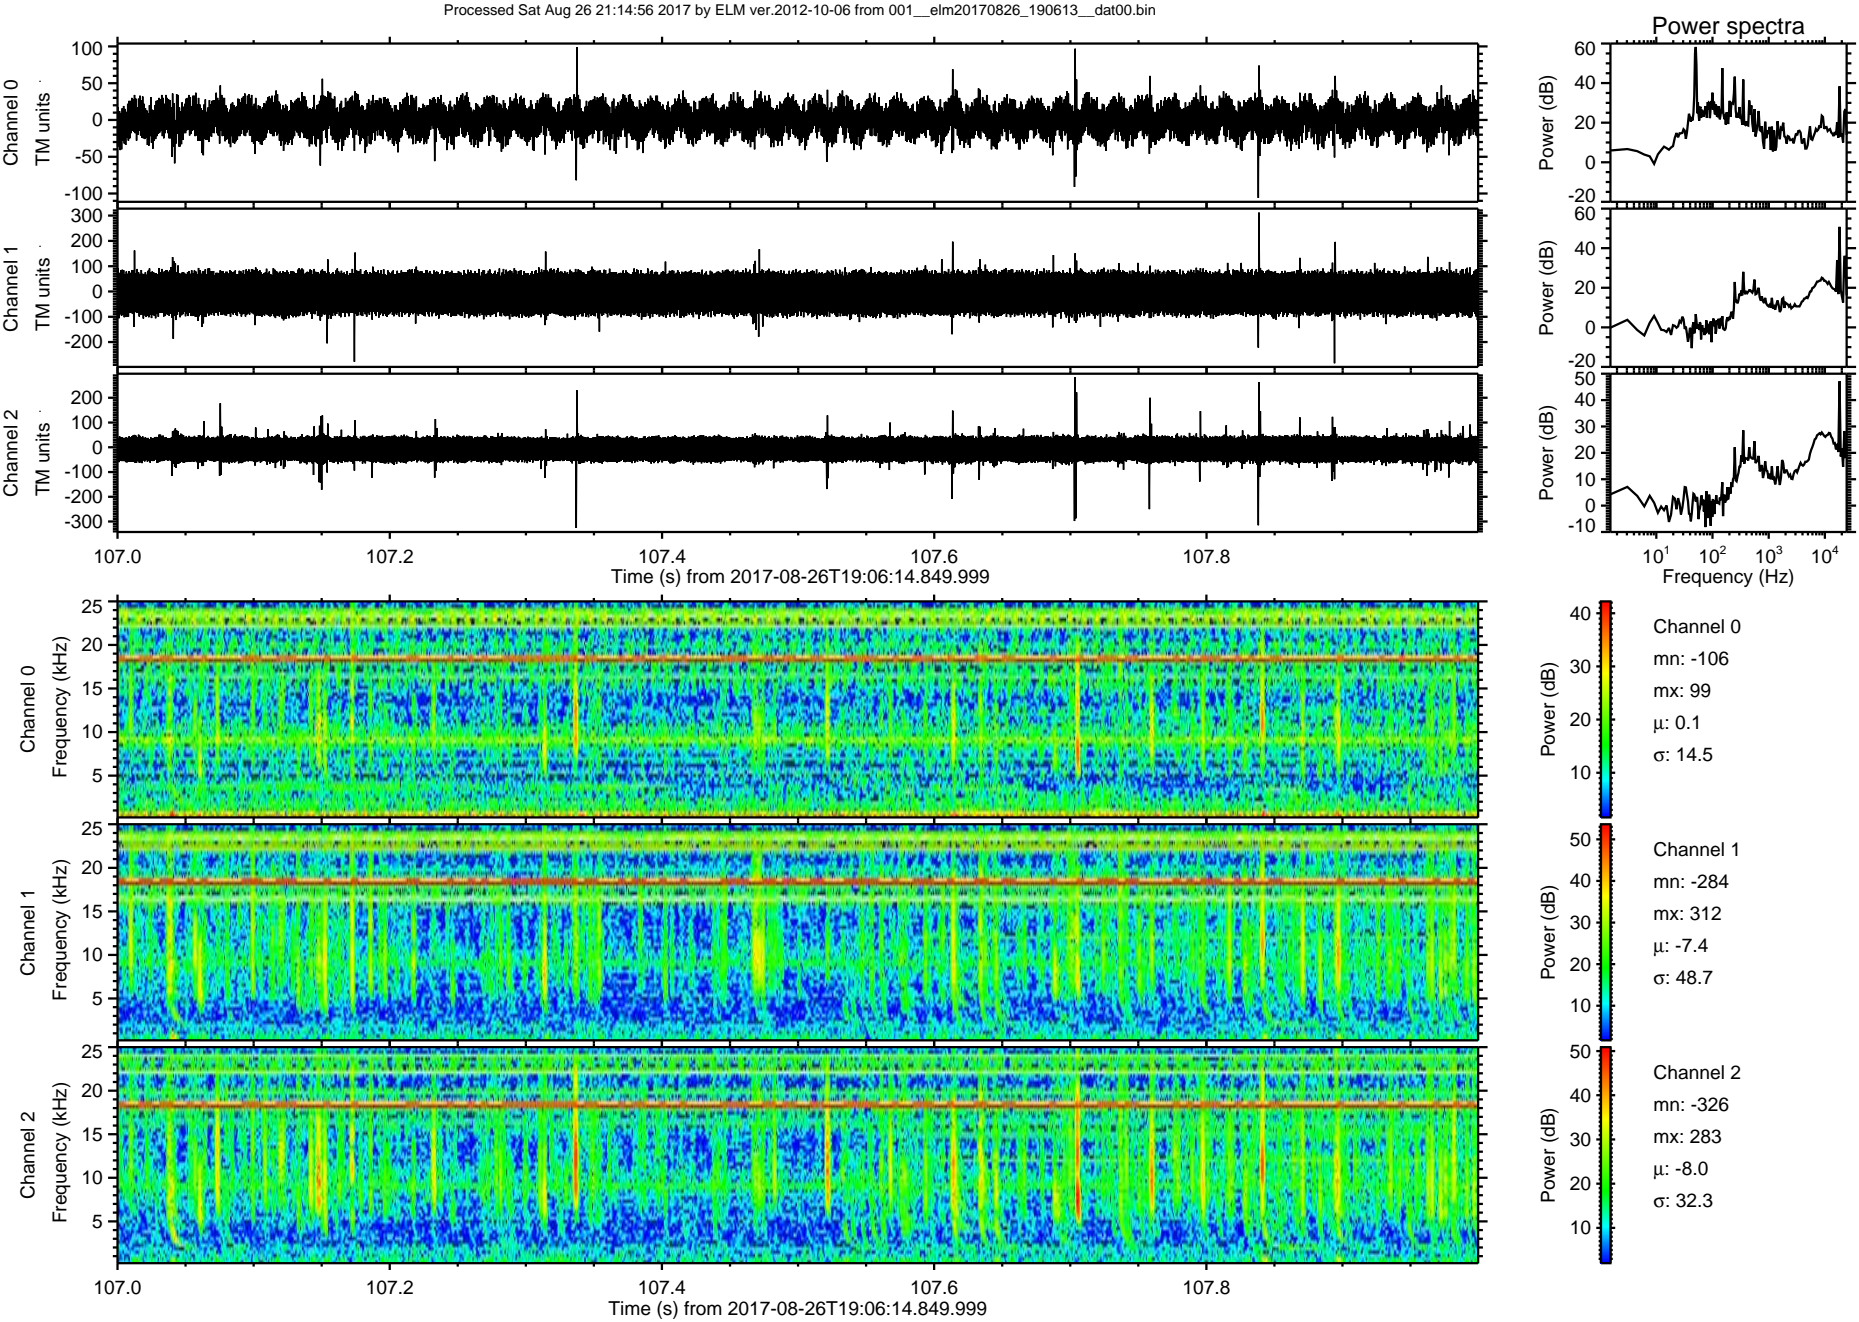 Processed Sat Aug 26 21:14:56 2017 by ELM ver.2012-10-06 from 001__elm20170826_190613__dat00.bin
Power spectra
Channel 0
TM units
100
50
0
-50
-100
Power (dB)
60
40
20
0
-20
Channel 1
TM units
300
200
100
0
-100
-200
Power (dB)
60
40
20
0
-20
Channel 2
TM units
200
100
0
-100
-200
-300
Power (dB)
50
40
30
20
10
0
-10
107.0 107.2 107.4 107.6 107.8
Time (s) from 2017-08-26T19:06:14.849.999
10¹ 10² 10³ 10⁴
Frequency (Hz)
Channel 0
Frequency (kHz)
25
20
15
10
5
Power (dB)
40
30
20
10
Channel 0
mn: -106
mx: 99
μ: 0.1
σ: 14.5
Channel 1
Frequency (kHz)
25
20
15
10
5
Power (dB)
50
40
30
20
10
Channel 1
mn: -284
mx: 312
μ: -7.4
σ: 48.7
Channel 2
Frequency (kHz)
25
20
15
10
5
Power (dB)
50
40
30
20
10
Channel 2
mn: -326
mx: 283
μ: -8.0
σ: 32.3
107.0 107.2 107.4 107.6 107.8
Time (s) from 2017-08-26T19:06:14.849.999